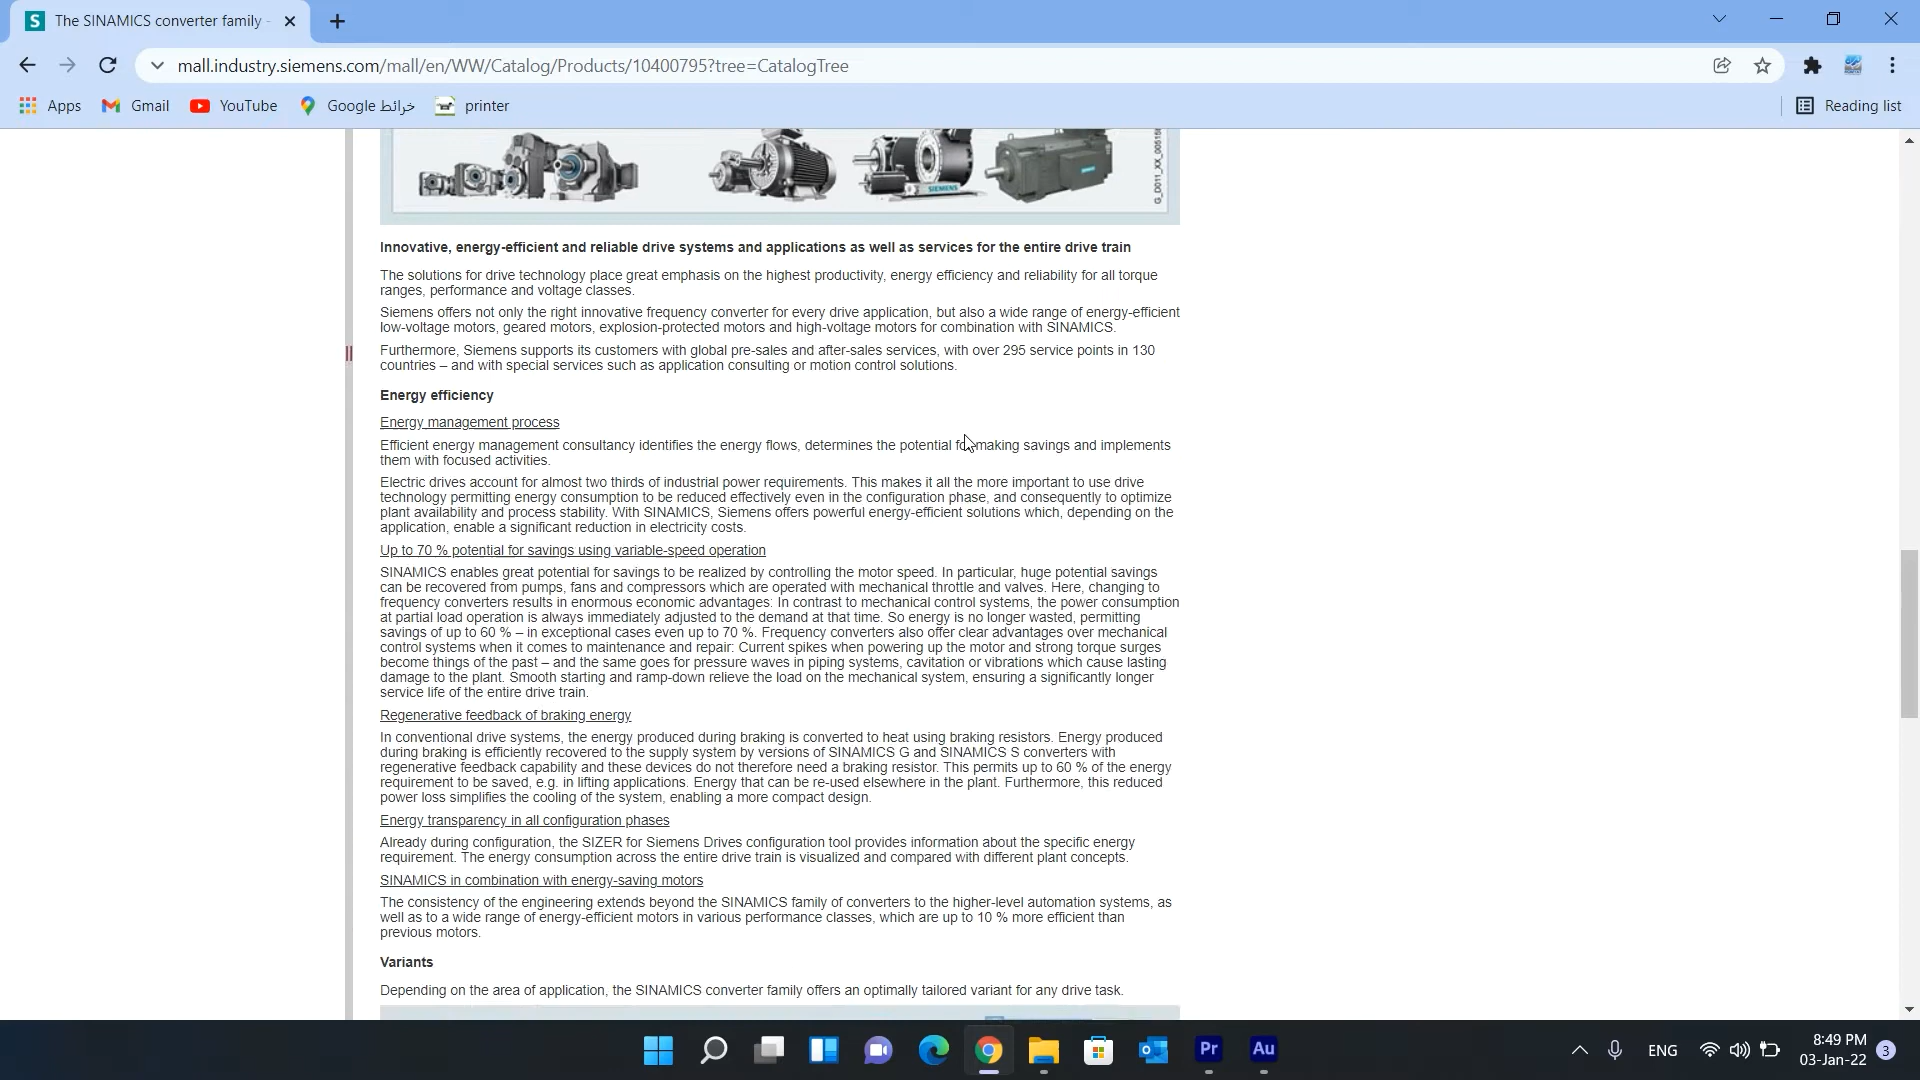 S The SINAMICS converter family -
mall.industry.siemens.com/mall/en/WW/Catalog/Products/10400795?tree=CatalogTree
Apps Gmail YouTube Google خرائط printer Reading list
SIEMENS
Innovative, energy-efficient and reliable drive systems and applications as well as services for the entire drive train
The solutions for drive technology place great emphasis on the highest productivity, energy efficiency and reliability for all torque
ranges, performance and voltage classes.
Siemens offers not only the right innovative frequency converter for every drive application, but also a wide range of energy-efficient
low-voltage motors, geared motors, explosion-protected motors and high-voltage motors for combination with SINAMICS.
Furthermore, Siemens supports its customers with global pre-sales and after-sales services, with over 295 service points in 130
countries – and with special services such as application consulting or motion control solutions.
Energy efficiency
Energy management process
Efficient energy management consultancy identifies the energy flows, determines the potential for making savings and implements
them with focused activities.
Electric drives account for almost two thirds of industrial power requirements. This makes it all the more important to use drive
technology permitting energy consumption to be reduced effectively even in the configuration phase, and consequently to optimize
plant availability and process stability. With SINAMICS, Siemens offers powerful energy-efficient solutions which, depending on the
application, enable a significant reduction in electricity costs.
Up to 70 % potential for savings using variable-speed operation
SINAMICS enables great potential for savings to be realized by controlling the motor speed. In particular, huge potential savings
can be recovered from pumps, fans and compressors which are operated with mechanical throttle and valves. Here, changing to
frequency converters results in enormous economic advantages: In contrast to mechanical control systems, the power consumption
at partial load operation is always immediately adjusted to the demand at that time. So energy is no longer wasted, permitting
savings of up to 60 % – in exceptional cases even up to 70 %. Frequency converters also offer clear advantages over mechanical
control systems when it comes to maintenance and repair: Current spikes when powering up the motor and strong torque surges
become things of the past – and the same goes for pressure waves in piping systems, cavitation or vibrations which cause lasting
damage to the plant. Smooth starting and ramp-down relieve the load on the mechanical system, ensuring a significantly longer
service life of the entire drive train.
Regenerative feedback of braking energy
In conventional drive systems, the energy produced during braking is converted to heat using braking resistors. Energy produced
during braking is efficiently recovered to the supply system by versions of SINAMICS G and SINAMICS S converters with
regenerative feedback capability and these devices do not therefore need a braking resistor. This permits up to 60 % of the energy
requirement to be saved, e.g. in lifting applications. Energy that can be re-used elsewhere in the plant. Furthermore, this reduced
power loss simplifies the cooling of the system, enabling a more compact design.
Energy transparency in all configuration phases
Already during configuration, the SIZER for Siemens Drives configuration tool provides information about the specific energy
requirement. The energy consumption across the entire drive train is visualized and compared with different plant concepts.
SINAMICS in combination with energy-saving motors
The consistency of the engineering extends beyond the SINAMICS family of converters to the higher-level automation systems, as
well as to a wide range of energy-efficient motors in various performance classes, which are up to 10 % more efficient than
previous motors.
Variants
Depending on the area of application, the SINAMICS converter family offers an optimally tailored variant for any drive task.
Pr Au ENG 8:49 PM
03-Jan-22 3